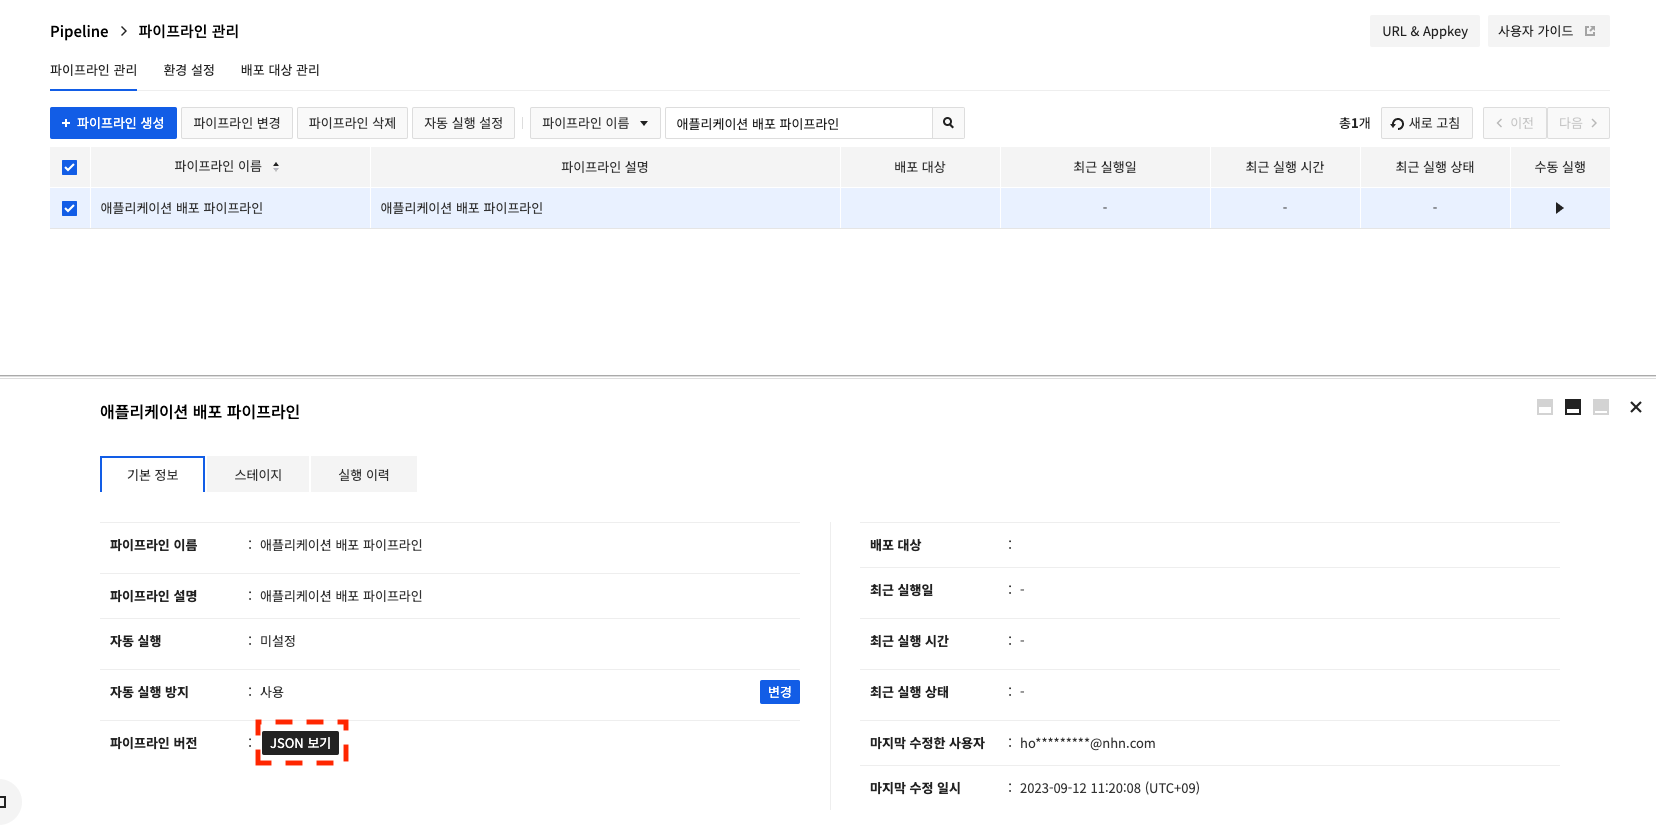 Pipeline > 파이프라인 관리
URL & Appkey
사용자 가이드
파이프라인 관리
환경 설정
배포 대상 관리
+ 파이프라인 생성
파이프라인 변경
파이프라인 삭제
자동 실행 설정
파이프라인 이름
애플리케이션 배포 파이프라인
총1개
새로 고침
< 이전
다음 >
파이프라인 이름
파이프라인 설명
배포 대상
최근 실행일
최근 실행 시간
최근 실행 상태
수동 실행
애플리케이션 배포 파이프라인
애플리케이션 배포 파이프라인
-
-
-
애플리케이션 배포 파이프라인
기본 정보
스테이지
실행 이력
파이프라인 이름 : 애플리케이션 배포 파이프라인
파이프라인 설명 : 애플리케이션 배포 파이프라인
자동 실행 : 미설정
자동 실행 방지 : 사용
변경
파이프라인 버전 : JSON 보기
배포 대상 :
최근 실행일 : -
최근 실행 시간 : -
최근 실행 상태 : -
마지막 수정한 사용자 : ho*********@nhn.com
마지막 수정 일시 : 2023-09-12 11:20:08 (UTC+09)